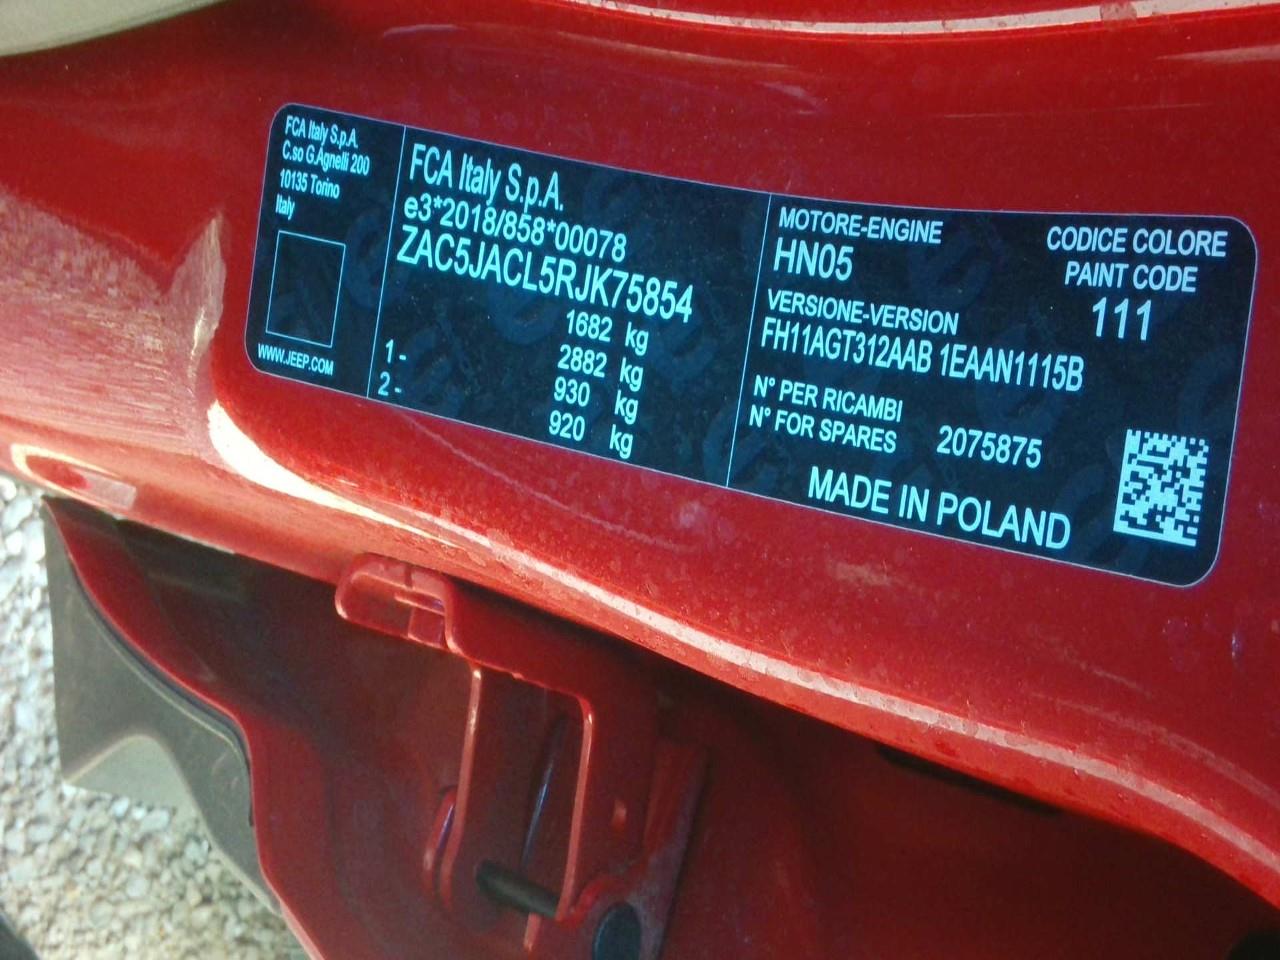 FCA Italy S.p.A.
C.so G.Agnelli 200
10135 Torino
Italy
WWW.JEEP.COM
FCA Italy S.p.A.
e3*2018/858*00078
ZAC5JACL5RJK75854
1682 kg
2882 kg
1- 930 kg
2- 920 kg
MOTORE-ENGINE
HN05
VERSIONE-VERSION
FH11AGT312AAB 1EAAN1115B
N° PER RICAMBI
N° FOR SPARES 2075875
MADE IN POLAND
CODICE COLORE
PAINT CODE
111